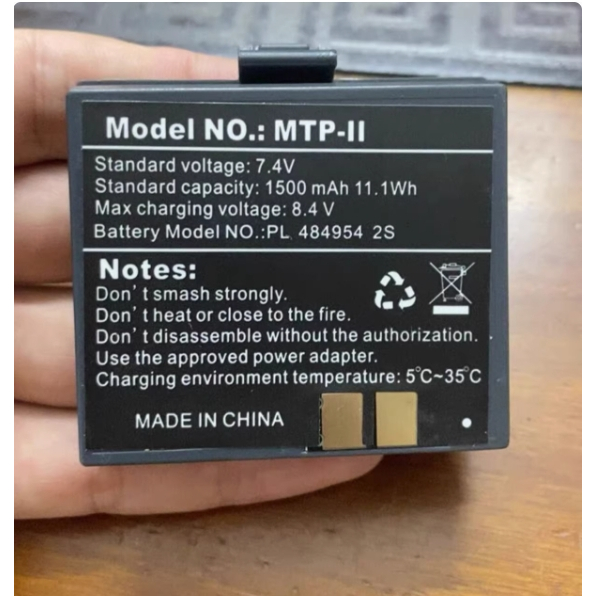 Model NO.: MTP-II
Standard voltage: 7.4V
Standard capacity: 1500 mAh 11.1Wh
Max charging voltage: 8.4 V
Battery Model NO.:PL 484954 2S
Notes:
Don't smash strongly.
Don't heat or close to the fire.
Don't disassemble without the authorization.
Use the approved power adapter.
Charging environment temperature: 5℃~35℃
MADE IN CHINA